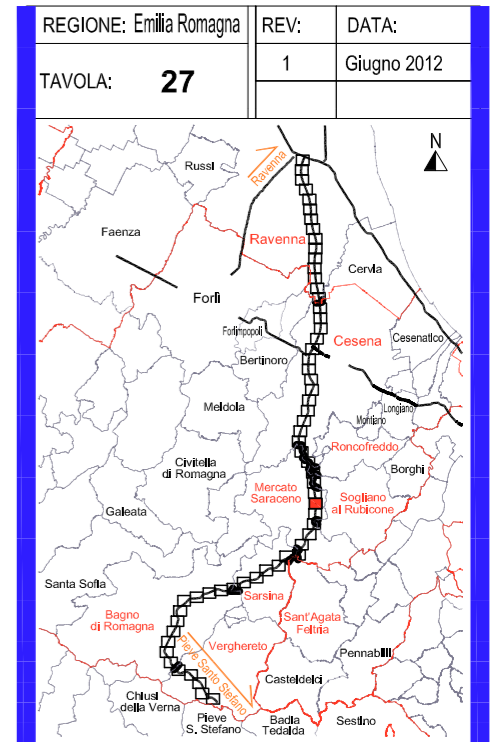 REGIONE: Emilia Romagna
REV:
DATA:
TAVOLA: 27
1
Giugno 2012
N
Russi
Ravenna
Faenza
Ravenna
Cervia
Forlì
Forlimpopoli
Cesena
Cesenatico
Bertinoro
Meldola
Longiano
Montiano
Roncofreddo
Civitella
di Romagna
Borghi
Mercato
Saraceno
Sogliano
al Rubicone
Galeata
Santa Sofia
Sarsina
Bagno
di Romagna
Sant'Agata
Feltria
Verghereto
Pieve Santo Stefano
Pennabilli
Casteldelci
Chiusi
della Verna
Pieve
S. Stefano
Badia
Tedalda
Sestino